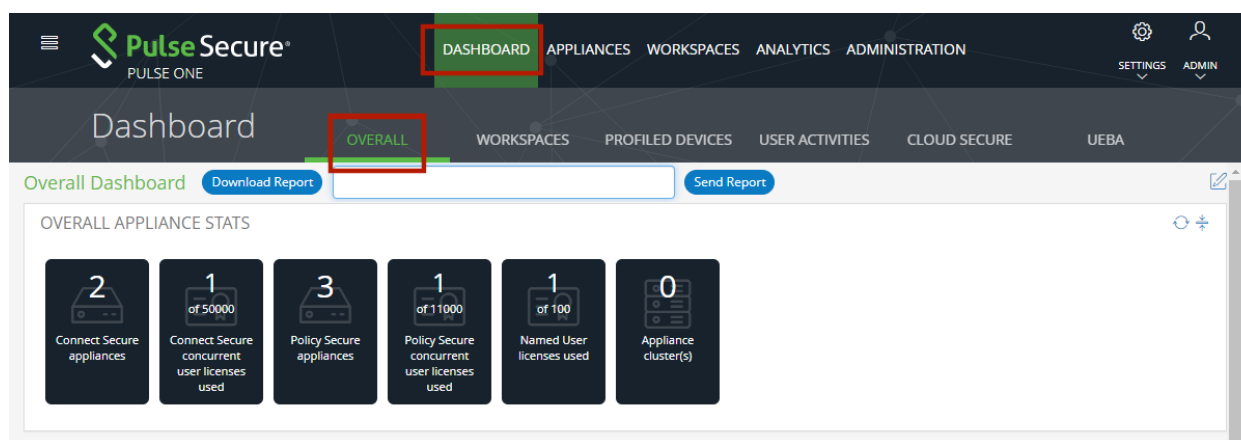 Pulse Secure®
PULSE ONE
DASHBOARD APPLIANCES WORKSPACES ANALYTICS ADMINISTRATION
SETTINGS ADMIN
Dashboard
OVERALL WORKSPACES PROFILED DEVICES USER ACTIVITIES CLOUD SECURE UEBA
Overall Dashboard Download Report Send Report
OVERALL APPLIANCE STATS
2
Connect Secure
appliances
1
of 50000
Connect Secure
concurrent
user licenses
used
3
Policy Secure
appliances
1
of 11000
Policy Secure
concurrent
user licenses
used
1
of 100
Named User
licenses used
0
Appliance
cluster(s)